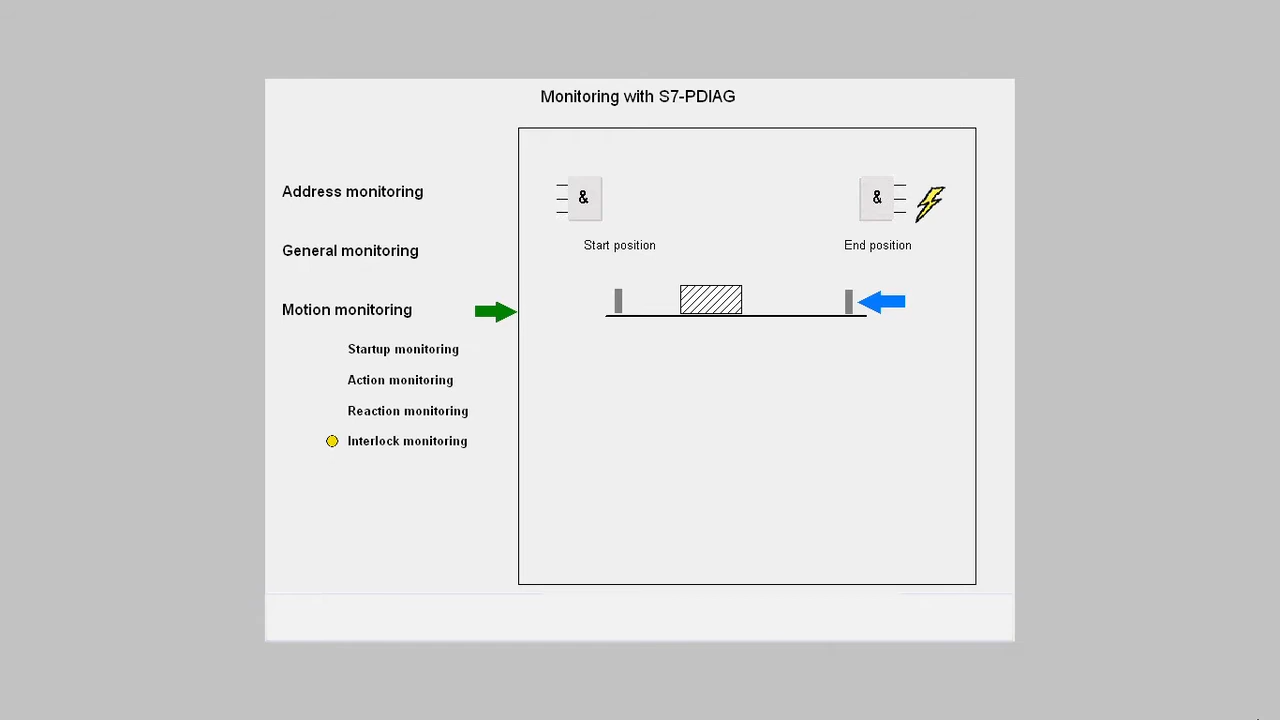 Monitoring with S7-PDIAG
Address monitoring
General monitoring
Motion monitoring
Startup monitoring
Action monitoring
Reaction monitoring
Interlock monitoring
&
&
Start position
End position